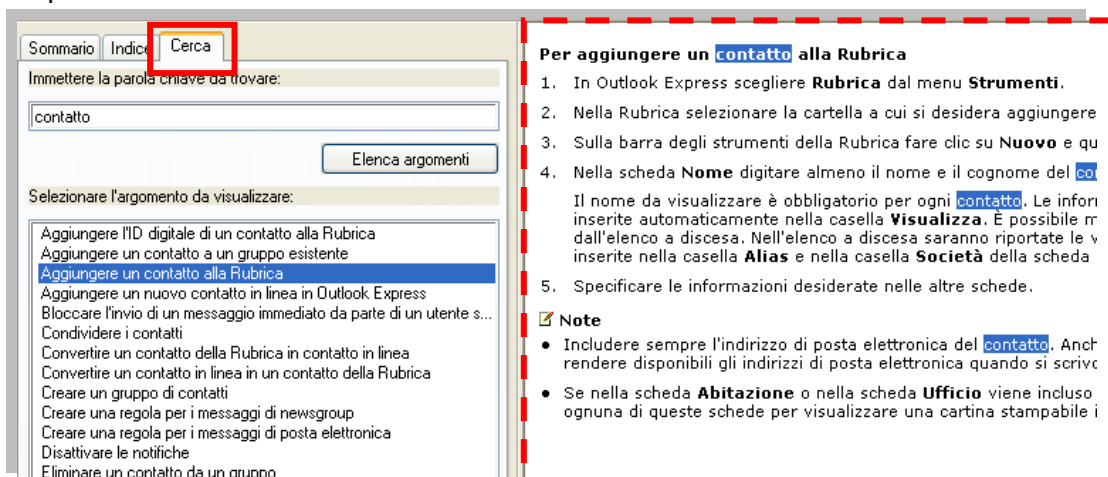 Sommario Indice Cerca
Immettere la parola chiave da trovare:
contatto
Elenca argomenti
Selezionare l'argomento da visualizzare:
Aggiungere l'ID digitale di un contatto alla Rubrica
Aggiungere un contatto a un gruppo esistente
Aggiungere un contatto alla Rubrica
Aggiungere un nuovo contatto in linea in Outlook Express
Bloccare l'invio di un messaggio immediato da parte di un utente s...
Condividere i contatti
Convertire un contatto della Rubrica in contatto in linea
Convertire un contatto in linea in un contatto della Rubrica
Creare un gruppo di contatti
Creare una regola per i messaggi di newsgroup
Creare una regola per i messaggi di posta elettronica
Disattivare le notifiche
Eliminare un contatto da un gruppo
Per aggiungere un contatto alla Rubrica
1. In Outlook Express scegliere Rubrica dal menu Strumenti.
2. Nella Rubrica selezionare la cartella a cui si desidera aggiungere
3. Sulla barra degli strumenti della Rubrica fare clic su Nuovo e qu
4. Nella scheda Nome digitare almeno il nome e il cognome del
Il nome da visualizzare è obbligatorio per ogni contatto. Le infor
inserite automaticamente nella casella Visualizza. È possibile m
dall'elenco a discesa. Nell'elenco a discesa saranno riportate le v
inserite nella casella Alias e nella casella Società della scheda
5. Specificare le informazioni desiderate nelle altre schede.
Note
• Includere sempre l'indirizzo di posta elettronica del contatto. Anch
rendere disponibili gli indirizzi di posta elettronica quando si scrivo
• Se nella scheda Abitazione o nella scheda Ufficio viene incluso
ognuna di queste schede per visualizzare una cartina stampabile i